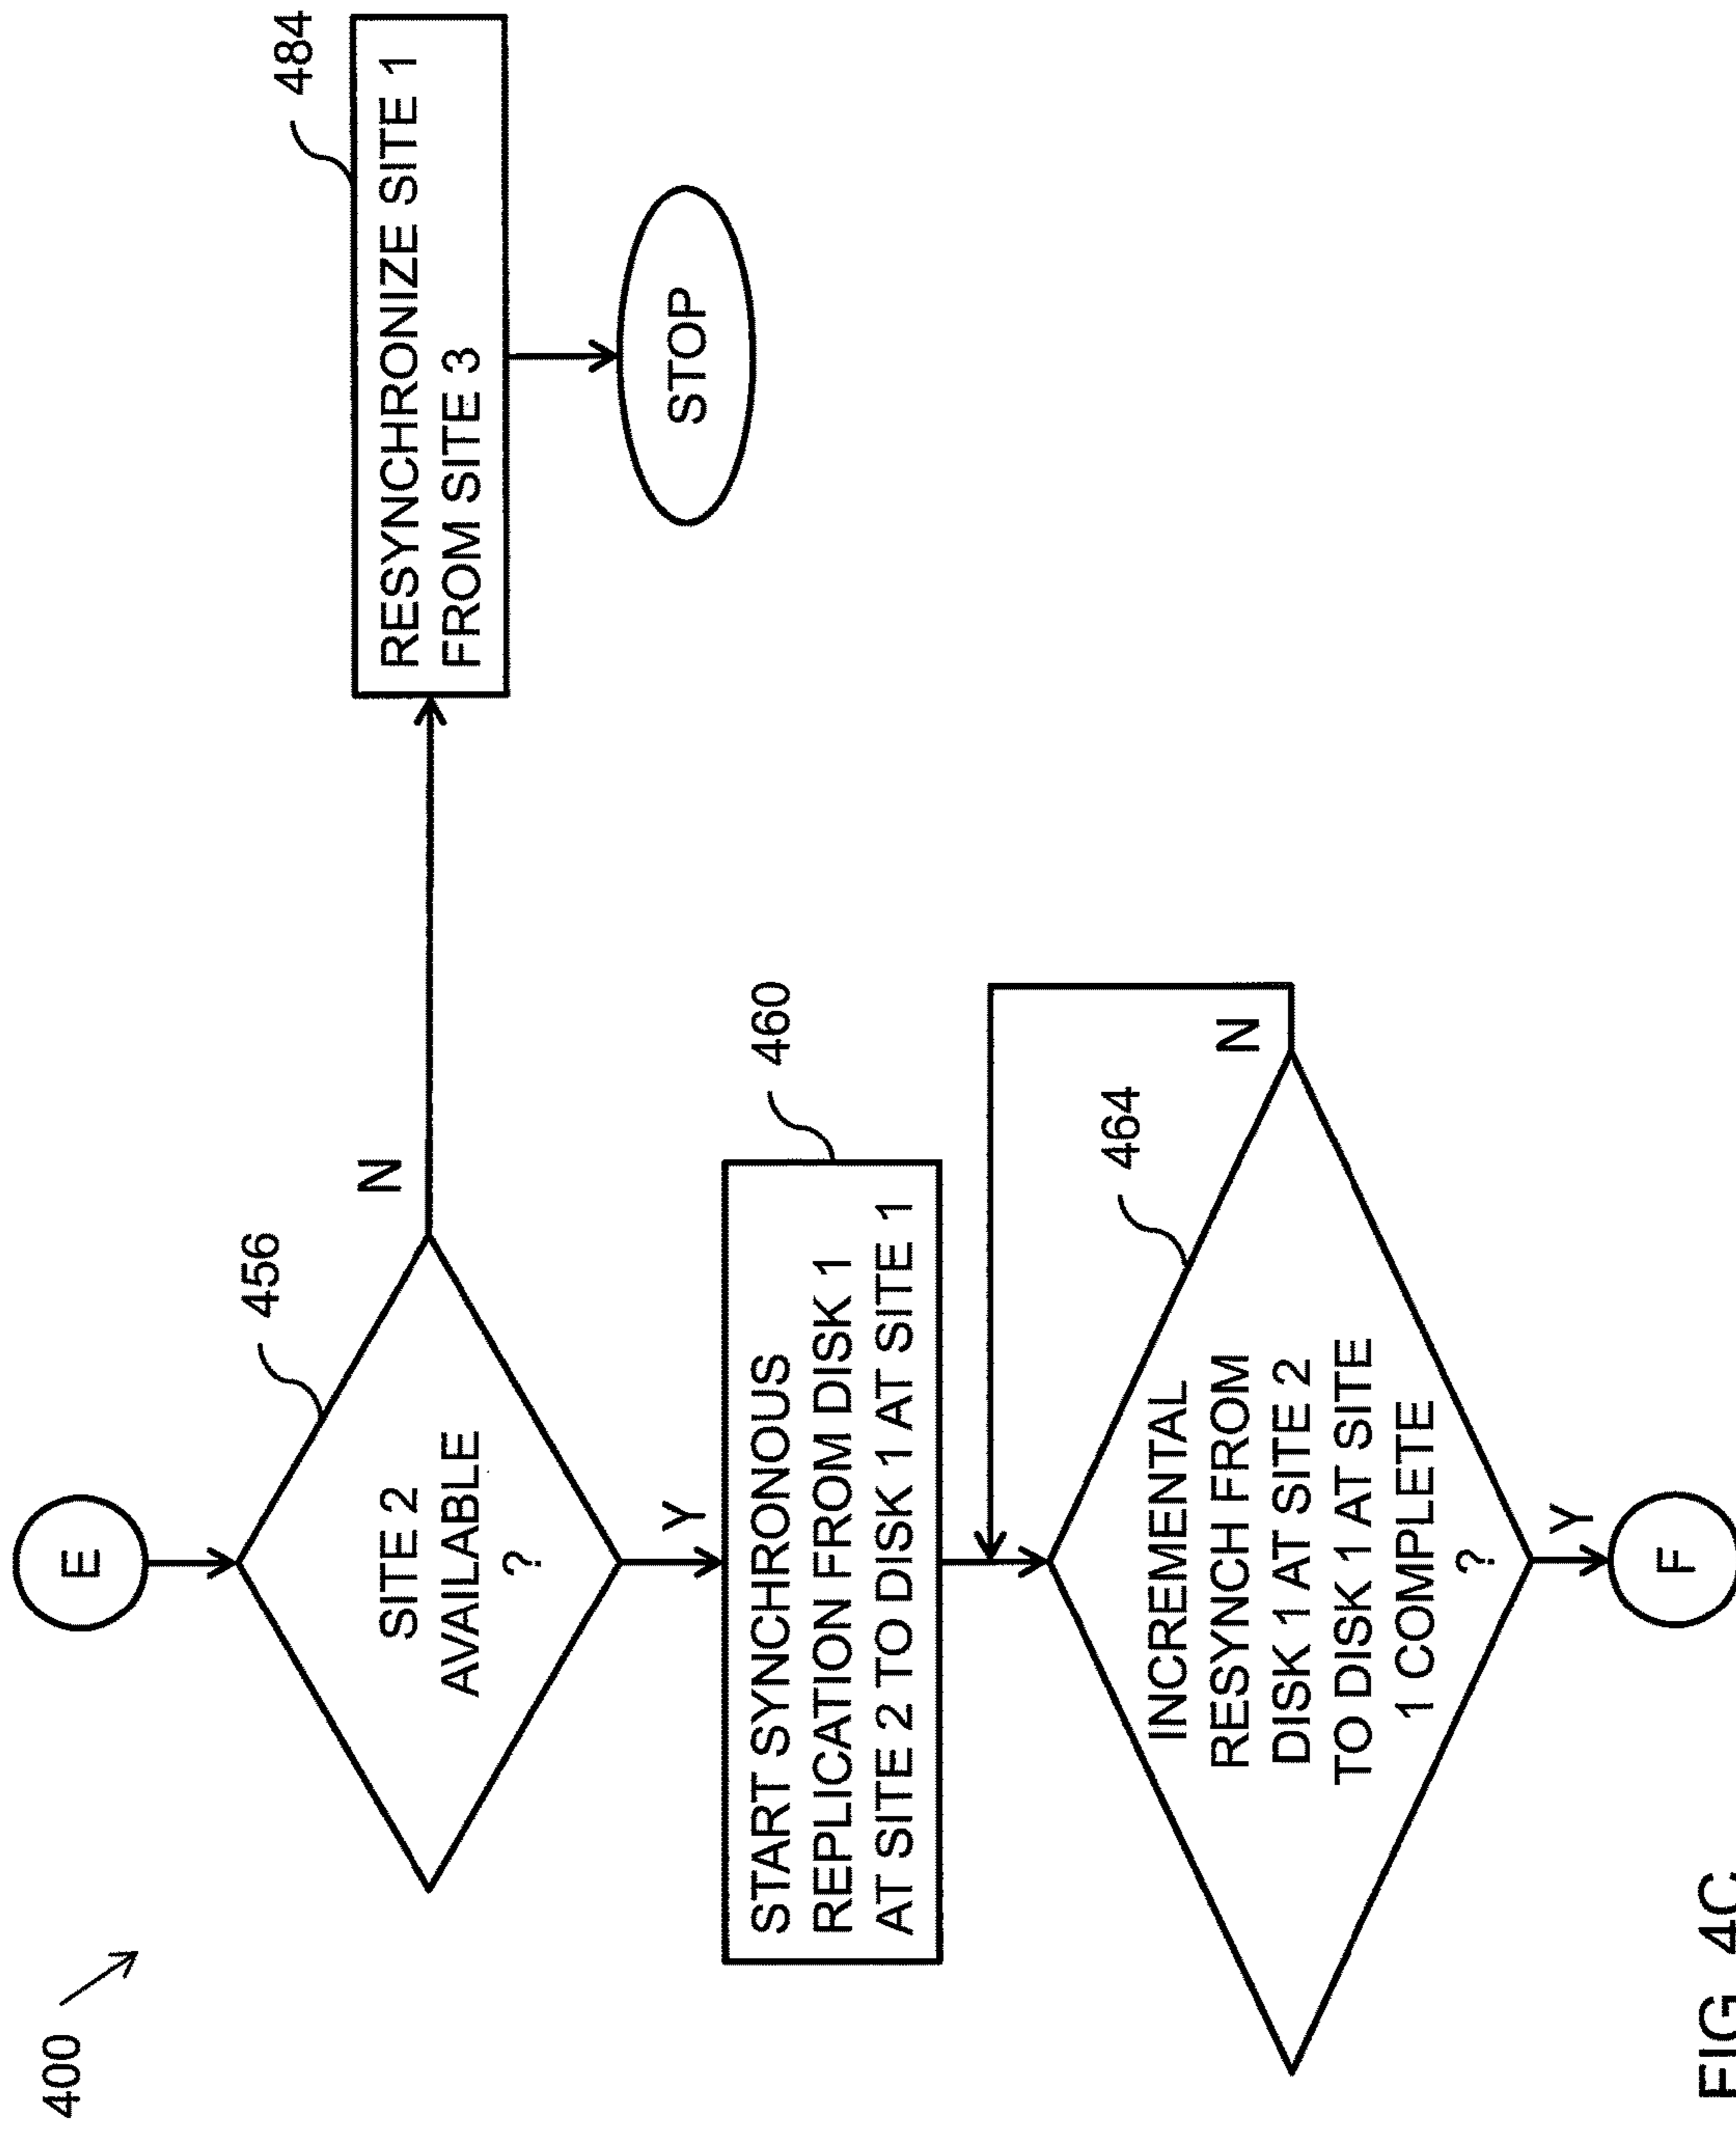 400
E
456
SITE 2
AVAILABLE
?
N
484
RESYNCHRONIZE SITE 1
FROM SITE 3
STOP
Y
460
START SYNCHRONOUS
REPLICATION FROM DISK 1
AT SITE 2 TO DISK 1 AT SITE 1
464
INCREMENTAL
RESYNCH FROM
DISK 1 AT SITE 2
TO DISK 1 AT SITE
1 COMPLETE
?
N
Y
F
FIG. 4C